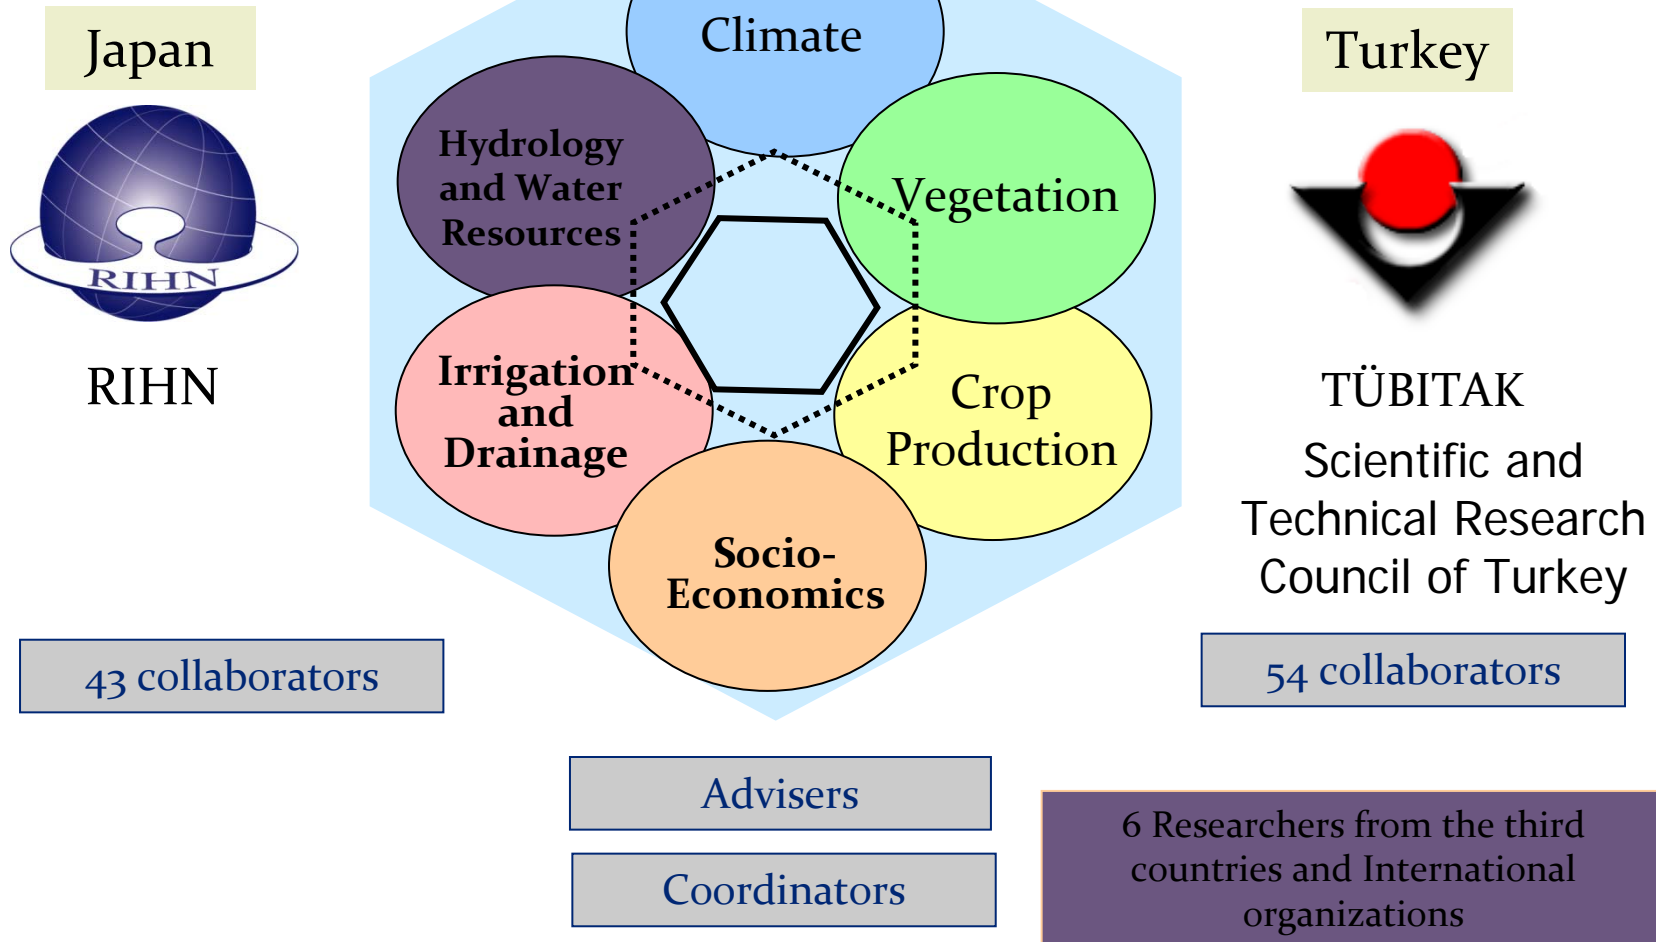 Japan
RIHN
RIHN
43 collaborators
Climate
Hydrology
and Water
Resources
Vegetation
Irrigation
and
Drainage
Crop
Production
Socio-
Economics
Turkey
TÜBITAK
Scientific and
Technical Research
Council of Turkey
54 collaborators
Advisers
Coordinators
6 Researchers from the third
countries and International
organizations